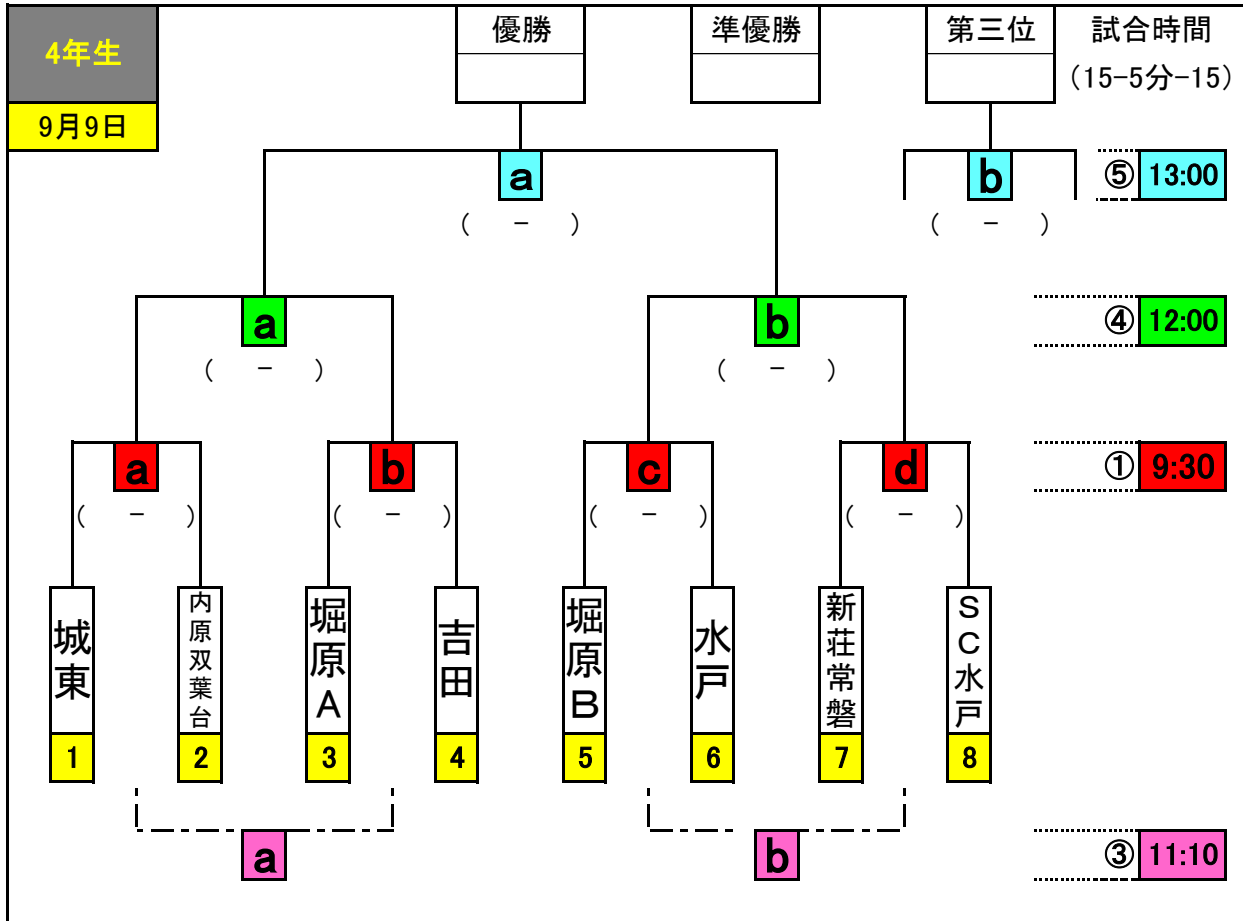 4年生
9月9日
優勝
準優勝
第三位
試合時間
(15-5分-15)
a
b
⑤ 13:00
( - )
( - )
a
b
④ 12:00
( - )
( - )
a
b
c
d
① 9:30
( - )
( - )
( - )
( - )
城東
内原双葉台
堀原A
吉田
堀原B
水戸
新荘常磐
SC水戸
1
2
3
4
5
6
7
8
a
b
③ 11:10